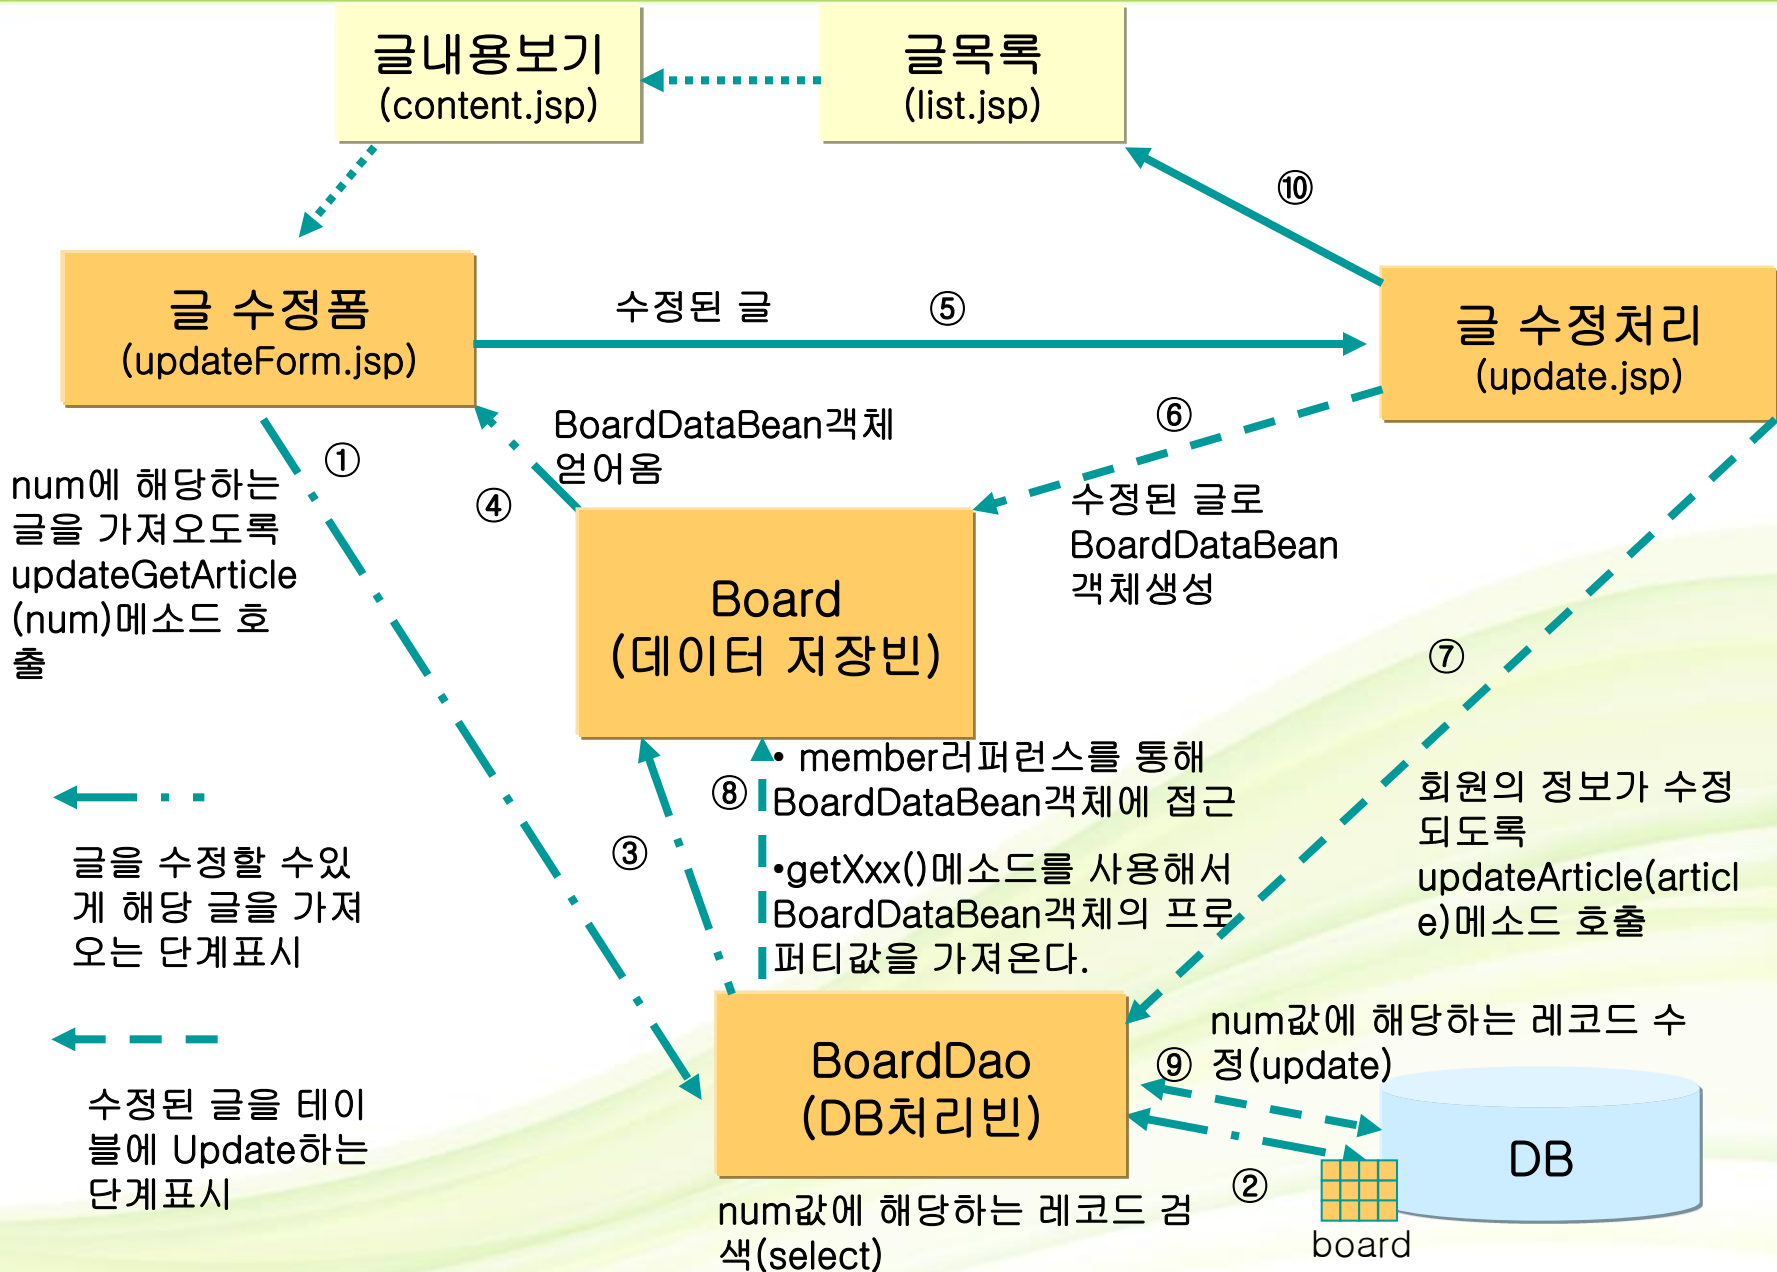 글내용보기
(content.jsp)
글목록
(list.jsp)
⑩
글 수정폼
(updateForm.jsp)
수정된 글
⑤
글 수정처리
(update.jsp)
①
num에 해당하는
글을 가져오도록
updateGetArticle
(num)메소드 호
출
BoardDataBean객체
얻어옴
④
⑥
수정된 글로
BoardDataBean
객체생성
Board
(데이터 저장빈)
⑦
회원의 정보가 수정
되도록
updateArticle(articl
e)메소드 호출
③
⑧
• member러퍼런스를 통해
BoardDataBean객체에 접근
•getXxx()메소드를 사용해서
BoardDataBean객체의 프로
퍼티값을 가져온다.
글을 수정할 수있
게 해당 글을 가져
오는 단계표시
수정된 글을 테이
블에 Update하는
단계표시
BoardDao
(DB처리빈)
num값에 해당하는 레코드 수
정(update)
⑨
DB
②
board
num값에 해당하는 레코드 검
색(select)